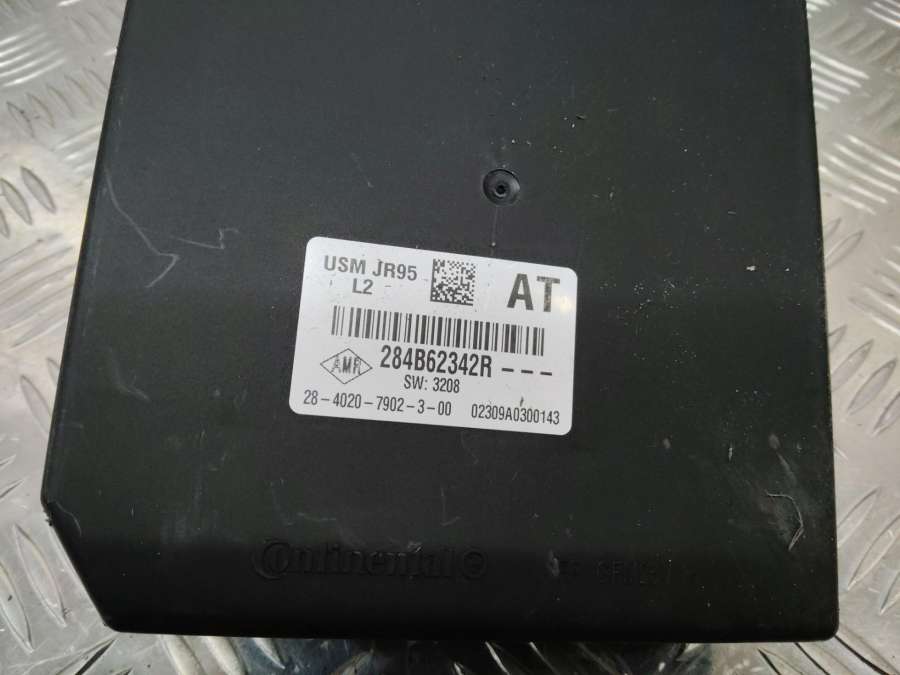 USM JR95
L2
AT
284B62342R ---
AMR
SW: 3208
28-4020-7902-3-00 02309A0300143
Continental